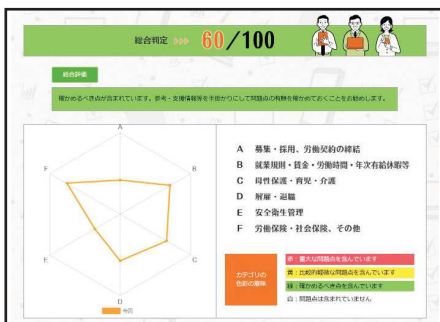 総合判定 >>> 60/100
総合評価
確かめるべき点が含まれています。参考・支援情報等を手掛かりにして問題点の有無を確かめておくことをお勧めします。
A
B
C
D
E
F
今回
A 募集・採用、労働契約の締結
B 就業規則・賃金・労働時間・年次有給休暇等
C 母性保護・育児・介護
D 解雇・退職
E 安全衛生管理
F 労働保険・社会保険、その他
カテゴリの
色彩の意味
赤：重大な問題点を含んでいます
黄：比較的軽微な問題点を含んでいます
緑：確かめるべき点を含んでいます
白：問題点は含まれていません